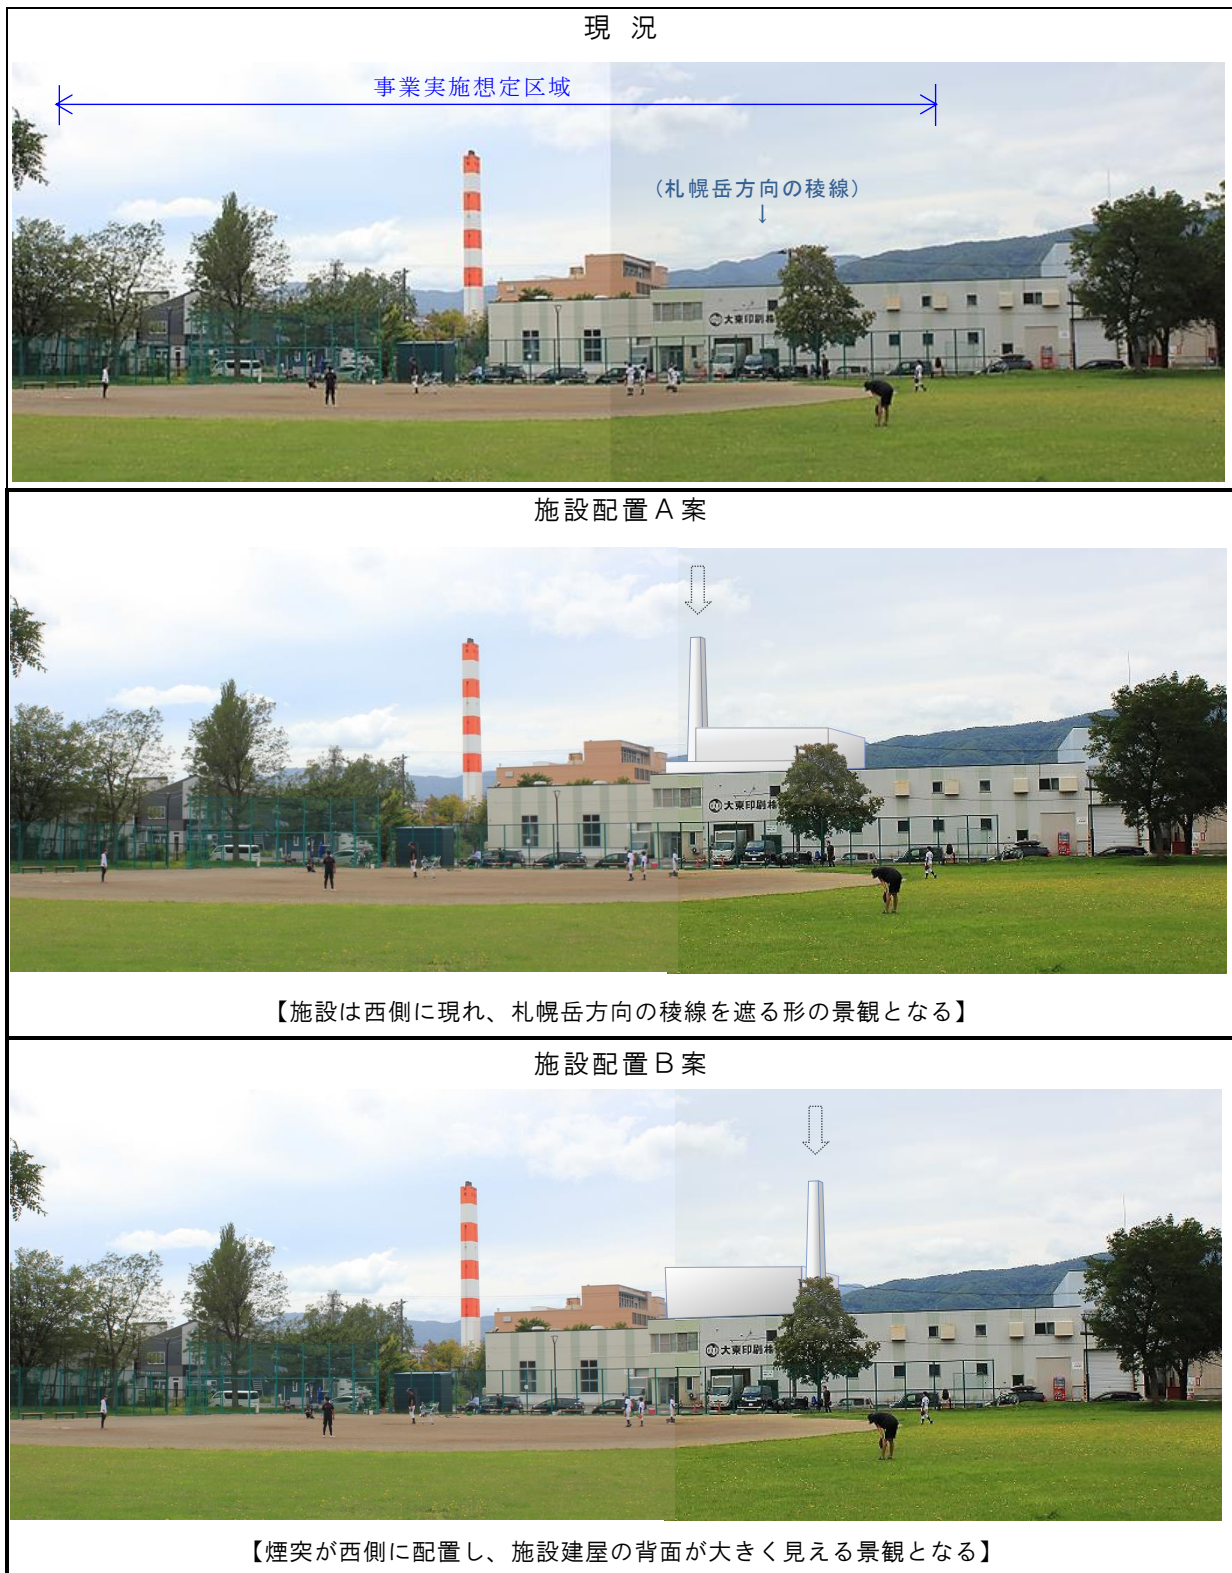 現 況
事業実施想定区域
(札幌岳方向の稜線)
↓
大東印刷株
施設配置A案
大東印刷株
【施設は西側に現れ、札幌岳方向の稜線を遮る形の景観となる】
施設配置B案
大東印刷株
【煙突が西側に配置し、施設建屋の背面が大きく見える景観となる】